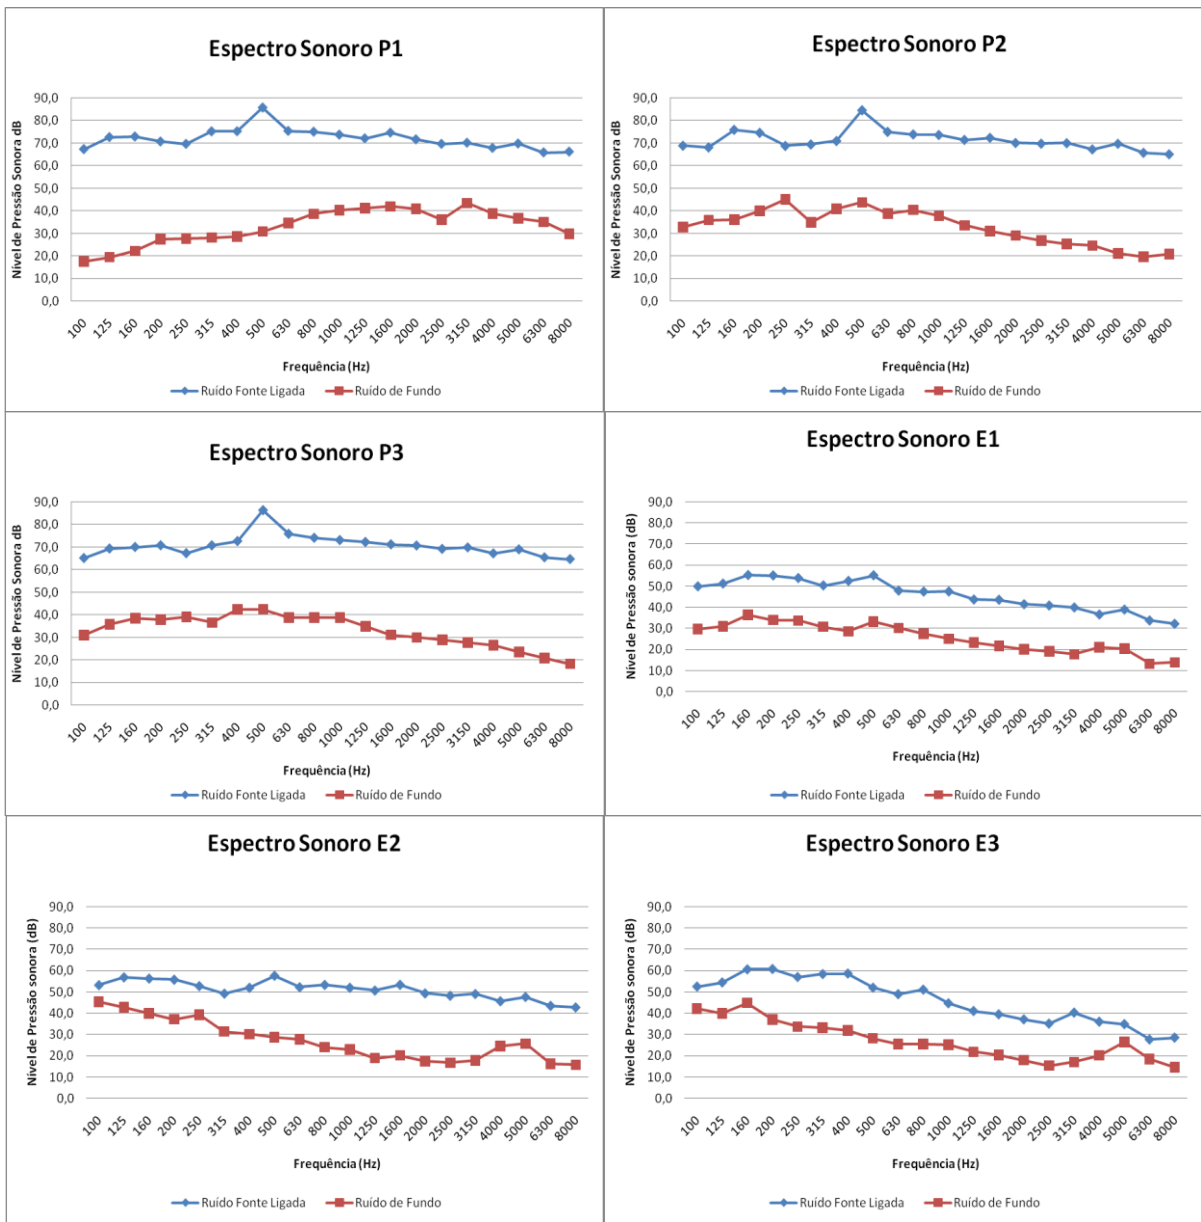 Espectro Sonoro P1
Nível de Pressão Sonora dB
90,0
80,0
70,0
60,0
50,0
40,0
30,0
20,0
10,0
0,0
100 125 160 200 250 315 400 500 630 800 1000 1250 1600 2000 2500 3150 4000 5000 6300 8000
Frequência (Hz)
Ruído Fonte Ligada Ruído de Fundo
Espectro Sonoro P2
Nível de Pressão Sonora dB
90,0
80,0
70,0
60,0
50,0
40,0
30,0
20,0
10,0
0,0
100 125 160 200 250 315 400 500 630 800 1000 1250 1600 2000 2500 3150 4000 5000 6300 8000
Frequência (Hz)
Ruído Fonte Ligada Ruído de Fundo
Espectro Sonoro P3
Nível de Pressão Sonora dB
90,0
80,0
70,0
60,0
50,0
40,0
30,0
20,0
10,0
0,0
100 125 160 200 250 315 400 500 630 800 1000 1250 1600 2000 2500 3150 4000 5000 6300 8000
Frequência (Hz)
Ruído Fonte Ligada Ruído de Fundo
Espectro Sonoro E1
Nível de Pressão sonora (dB)
90,0
80,0
70,0
60,0
50,0
40,0
30,0
20,0
10,0
0,0
100 125 160 200 250 315 400 500 630 800 1000 1250 1600 2000 2500 3150 4000 5000 6300 8000
Frequência (Hz)
Ruído Fonte Ligada Ruído de Fundo
Espectro Sonoro E2
Nível de Pressão sonora (dB)
90,0
80,0
70,0
60,0
50,0
40,0
30,0
20,0
10,0
0,0
100 125 160 200 250 315 400 500 630 800 1000 1250 1600 2000 2500 3150 4000 5000 6300 8000
Frequência (Hz)
Ruído Fonte Ligada Ruído de Fundo
Espectro Sonoro E3
Nível de Pressão sonora (dB)
90,0
80,0
70,0
60,0
50,0
40,0
30,0
20,0
10,0
0,0
100 125 160 200 250 315 400 500 630 800 1000 1250 1600 2000 2500 3150 4000 5000 6300 8000
Frequência (Hz)
Ruído Fonte Ligada Ruído de Fundo